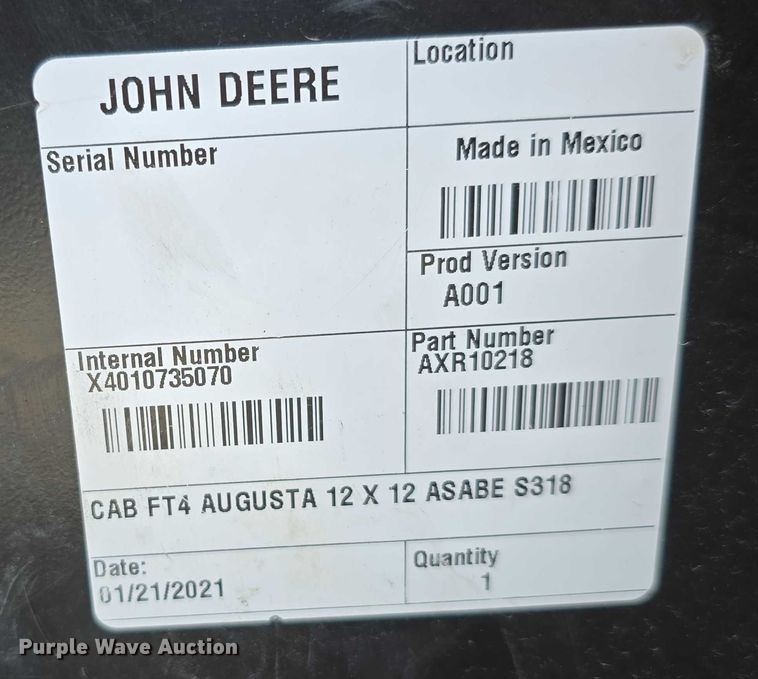 JOHN DEERE
Location
Serial Number
Made in Mexico
Prod Version
A001
Internal Number
X4010735070
Part Number
AXR10218
CAB FT4 AUGUSTA 12 X 12 ASABE S318
Date:
01/21/2021
Quantity
1
Purple Wave Auction